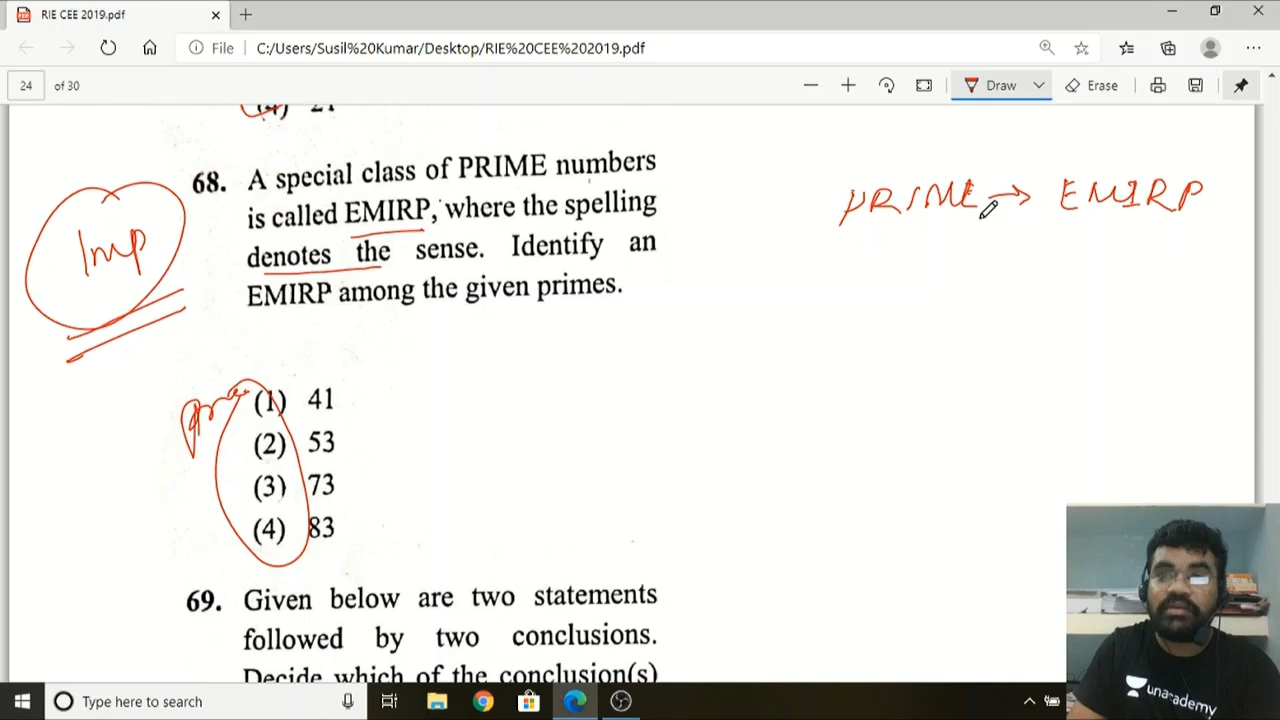 RIE CEE 2019.pdf
File C:/Users/Susil%20Kumar/Desktop/RIE%20CEE%202019.pdf
24 of 30 Draw Erase
(4) 21
68. A special class of PRIME numbers
is called EMIRP, where the spelling
denotes the sense. Identify an
EMIRP among the given primes.
PRIME → EMIRP
Imp
(1) 41
(2) 53
(3) 73
(4) 83
69. Given below are two statements
followed by two conclusions.
Decide which of the conclusion(s)
unacademy
Type here to search